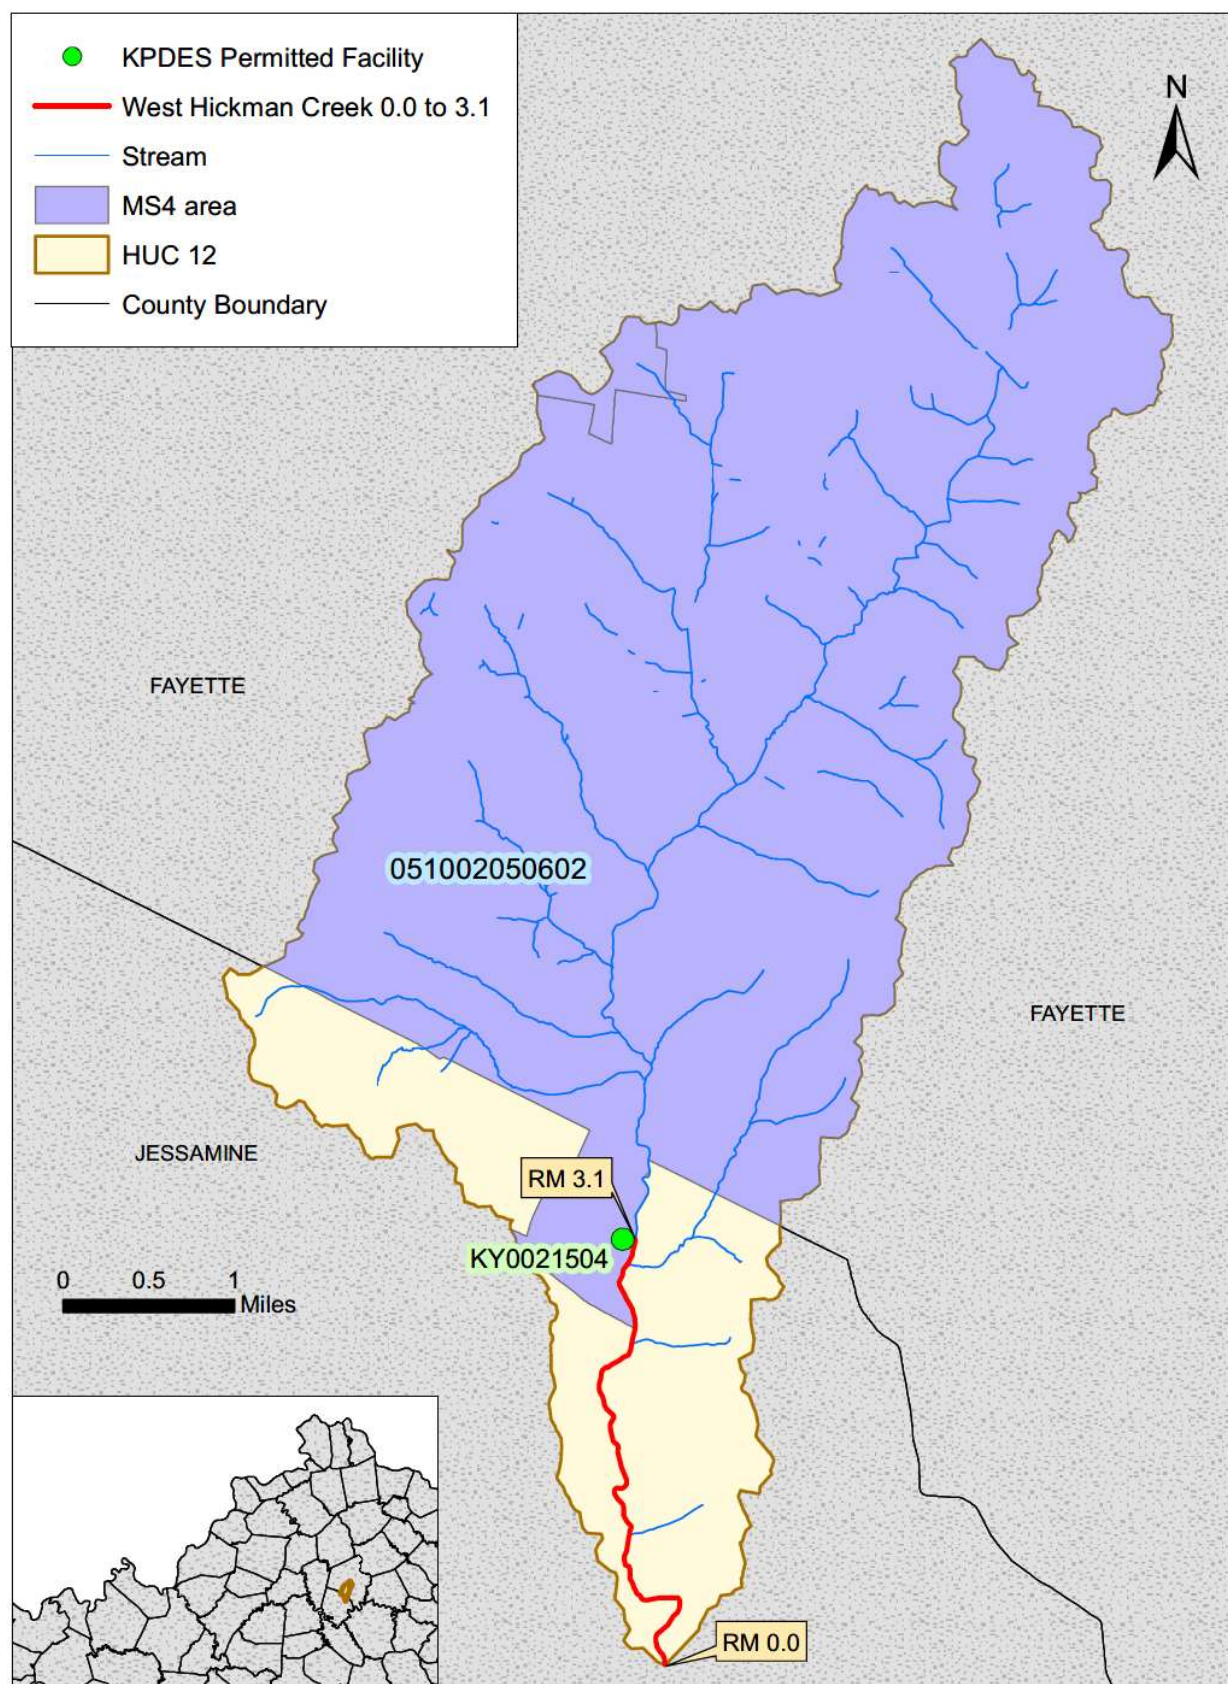 KPDES Permitted Facility
West Hickman Creek 0.0 to 3.1
Stream
MS4 area
HUC 12
County Boundary
N
FAYETTE
051002050602
FAYETTE
JESSAMINE
RM 3.1
KY0021504
0 0.5 1
Miles
RM 0.0